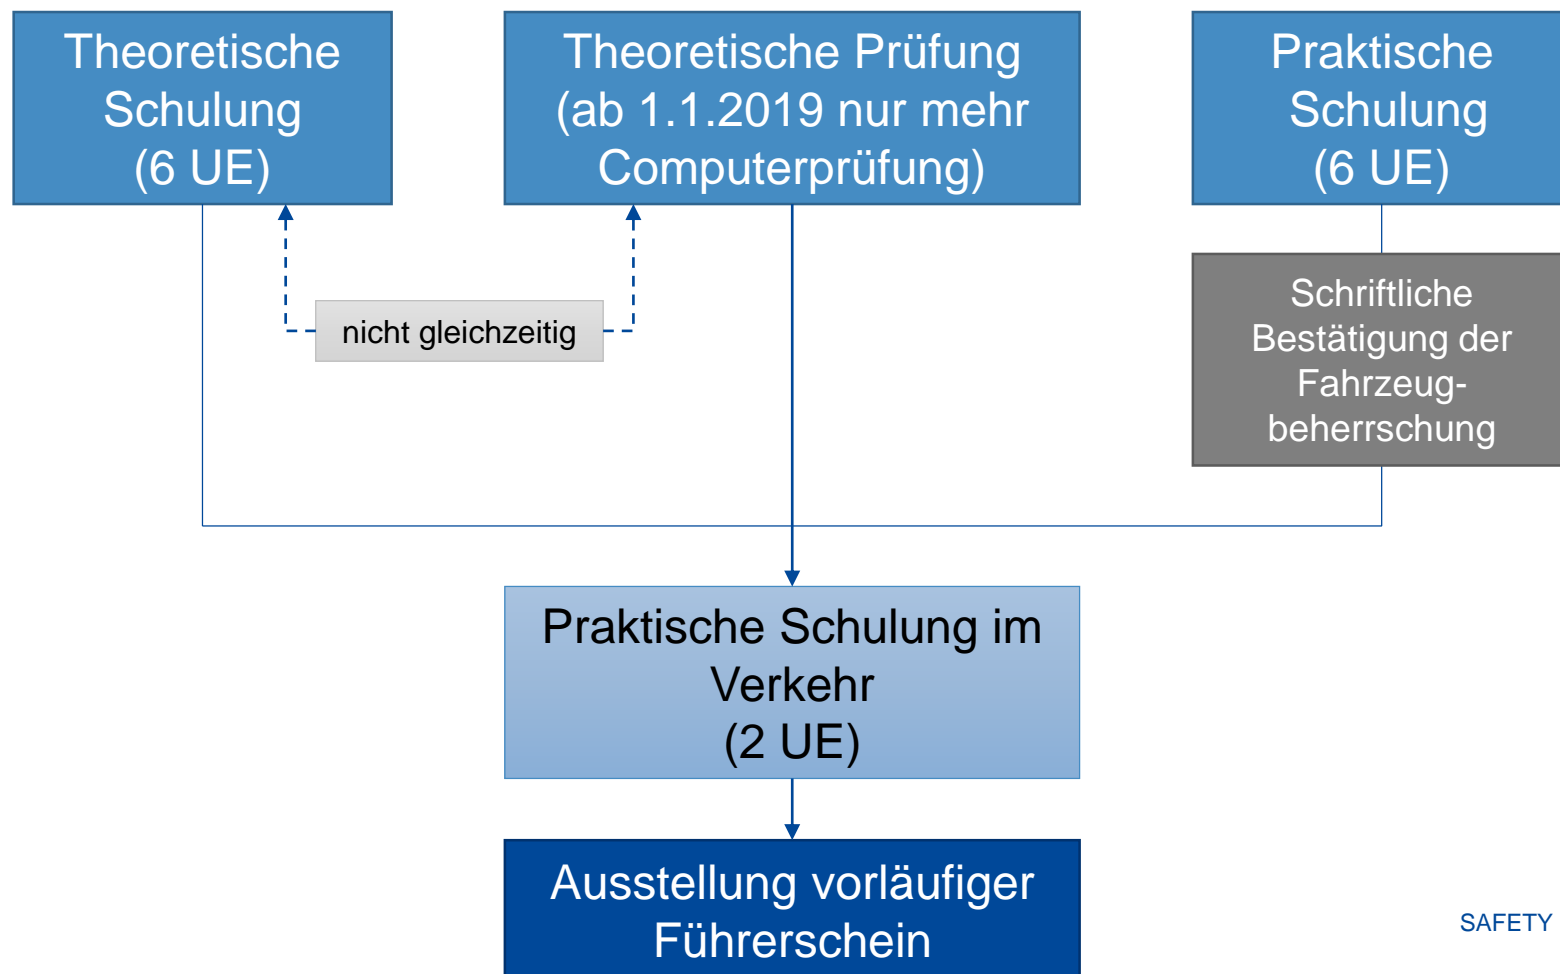 Theoretische
Schulung
(6 UE)
Theoretische Prüfung
(ab 1.1.2019 nur mehr
Computerprüfung)
Praktische
Schulung
(6 UE)
nicht gleichzeitig
Schriftliche
Bestätigung der
Fahrzeug-
beherrschung
Praktische Schulung im
Verkehr
(2 UE)
Ausstellung vorläufiger
Führerschein
SAFETY